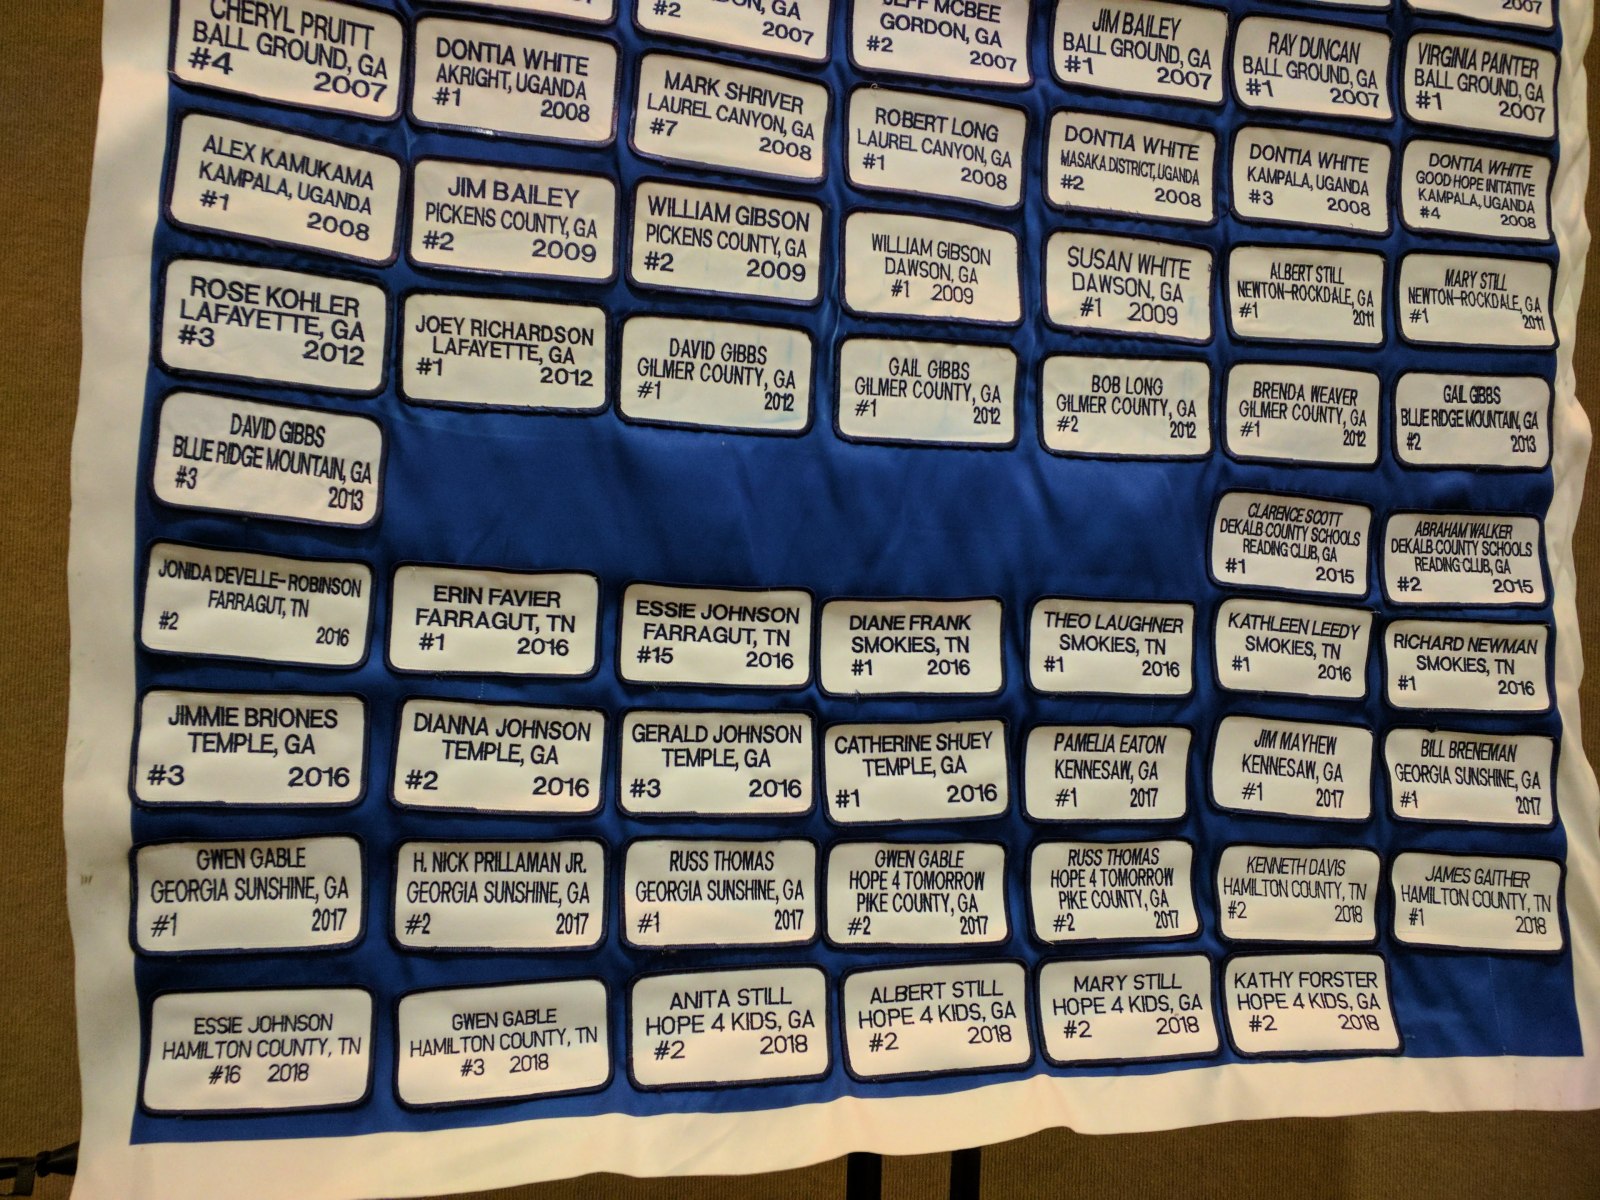 2007
#2
GORDON, GA
2007
JEFF MCBEE
GORDON, GA
#2
2007
2007
CHERYL PRUITT
BALL GROUND, GA
#4 2007
DONTIA WHITE
AKRIGHT, UGANDA
#1 2008
MARK SHRIVER
LAUREL CANYON, GA
#7
2008
ROBERT LONG
LAUREL CANYON, GA
#1
2008
JIM BAILEY
BALL GROUND, GA
#1 2007
RAY DUNCAN
BALL GROUND, GA
#1 2007
VIRGINIA PAINTER
BALL GROUND, GA
#1 2007
ALEX KAMUKAMA
KAMPALA, UGANDA
#1
2008
JIM BAILEY
PICKENS COUNTY, GA
#2 2009
WILLIAM GIBSON
PICKENS COUNTY, GA
#2 2009
WILLIAM GIBSON
DAWSON, GA
#1 2009
DONTIA WHITE
MASAKA DISTRICT, UGANDA
#2 2008
DONTIA WHITE
KAMPALA, UGANDA
#3 2008
DONTIA WHITE
GOOD HOPE INITATIVE
KAMPALA, UGANDA
#4 2008
ROSE KOHLER
LAFAYETTE, GA
#3 2012
JOEY RICHARDSON
LAFAYETTE, GA
#1 2012
DAVID GIBBS
GILMER COUNTY, GA
#1 2012
GAIL GIBBS
GILMER COUNTY, GA
#1 2012
SUSAN WHITE
DAWSON, GA
#1 2009
ALBERT STILL
NEWTON-ROCKDALE, GA
#1 2011
MARY STILL
NEWTON-ROCKDALE, GA
#1 2011
DAVID GIBBS
BLUE RIDGE MOUNTAIN, GA
#3
2013
BOB LONG
GILMER COUNTY, GA
#2 2012
BRENDA WEAVER
GILMER COUNTY, GA
#1 2012
GAIL GIBBS
BLUE RIDGE MOUNTAIN, GA
#2 2013
CLARENCE SCOTT
DEKALB COUNTY SCHOOLS
READING CLUB, GA
#1 2015
ABRAHAM WALKER
DEKALB COUNTY SCHOOLS
READING CLUB, GA
#2 2015
JONIDA DEVELLE-ROBINSON
FARRAGUT, TN
#2
2016
ERIN FAVIER
FARRAGUT, TN
#1 2016
ESSIE JOHNSON
FARRAGUT, TN
#15 2016
DIANE FRANK
SMOKIES, TN
#1 2016
THEO LAUGHNER
SMOKIES, TN
#1 2016
KATHLEEN LEEDY
SMOKIES, TN
#1 2016
RICHARD NEWMAN
SMOKIES, TN
#1 2016
JIMMIE BRIONES
TEMPLE, GA
#3 2016
DIANNA JOHNSON
TEMPLE, GA
#2 2016
GERALD JOHNSON
TEMPLE, GA
#3 2016
CATHERINE SHUEY
TEMPLE, GA
#1 2016
PAMELIA EATON
KENNESAW, GA
#1 2017
JIM MAYHEW
KENNESAW, GA
#1 2017
BILL BRENEMAN
GEORGIA SUNSHINE, GA
#1 2017
GWEN GABLE
GEORGIA SUNSHINE, GA
#1 2017
H. NICK PRILLAMAN JR.
GEORGIA SUNSHINE, GA
#2 2017
RUSS THOMAS
GEORGIA SUNSHINE, GA
#1 2017
GWEN GABLE
HOPE 4 TOMORROW
PIKE COUNTY, GA
#2 2017
RUSS THOMAS
HOPE 4 TOMORROW
PIKE COUNTY, GA
#2 2017
KENNETH DAVIS
HAMILTON COUNTY, TN
#2 2018
JAMES GAITHER
HAMILTON COUNTY, TN
#1 2018
ESSIE JOHNSON
HAMILTON COUNTY, TN
#16 2018
GWEN GABLE
HAMILTON COUNTY, TN
#3 2018
ANITA STILL
HOPE 4 KIDS, GA
#2 2018
ALBERT STILL
HOPE 4 KIDS, GA
#2 2018
MARY STILL
HOPE 4 KIDS, GA
#2 2018
KATHY FORSTER
HOPE 4 KIDS, GA
#2 2018